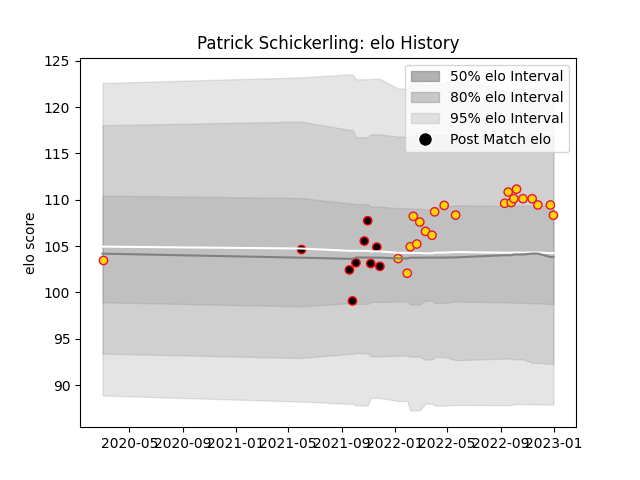 Patrick Schickerling: elo History
50% elo Interval
80% elo Interval
95% elo Interval
Post Match elo
elo score
125
120
115
110
105
100
95
90
2020-05 2020-09 2021-01 2021-05 2021-09 2022-01 2022-05 2022-09 2023-01